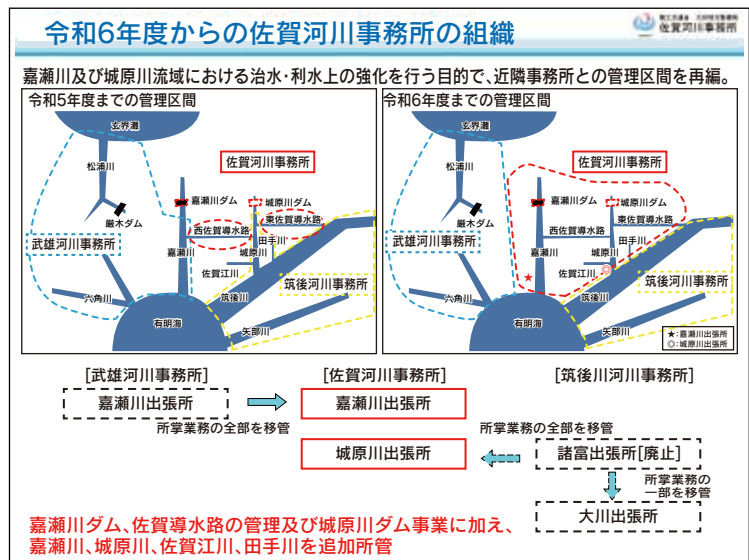 令和6年度からの佐賀河川事務所の組織
佐賀河川事務所
嘉瀬川及び城原川流域における治水・利水上の強化を行う目的で、近隣事務所との管理区間を再編。
令和5年度までの管理区間
玄界灘
松浦川
佐賀河川事務所
嘉瀬川ダム
城原川ダム
厳木ダム
東佐賀導水路
西佐賀導水路
武雄河川事務所
田手川
嘉瀬川
城原川
佐賀江川
筑後河川事務所
六角川
筑後川
有明海
矢部川
令和6年度からの管理区間
玄界灘
松浦川
佐賀河川事務所
嘉瀬川ダム
城原川ダム
厳木ダム
東佐賀導水路
西佐賀導水路
武雄河川事務所
田手川
嘉瀬川
城原川
佐賀江川
筑後河川事務所
六角川
筑後川
有明海
矢部川
★:嘉瀬川出張所
◎:城原川出張所
[武雄河川事務所]
[佐賀河川事務所]
[筑後川河川事務所]
嘉瀬川出張所
嘉瀬川出張所
所掌業務の全部を移管
所掌業務の全部を移管
城原川出張所
諸富出張所[廃止]
所掌業務の
一部を移管
大川出張所
嘉瀬川ダム、佐賀導水路の管理及び城原川ダム事業に加え、
嘉瀬川、城原川、佐賀江川、田手川を追加所管